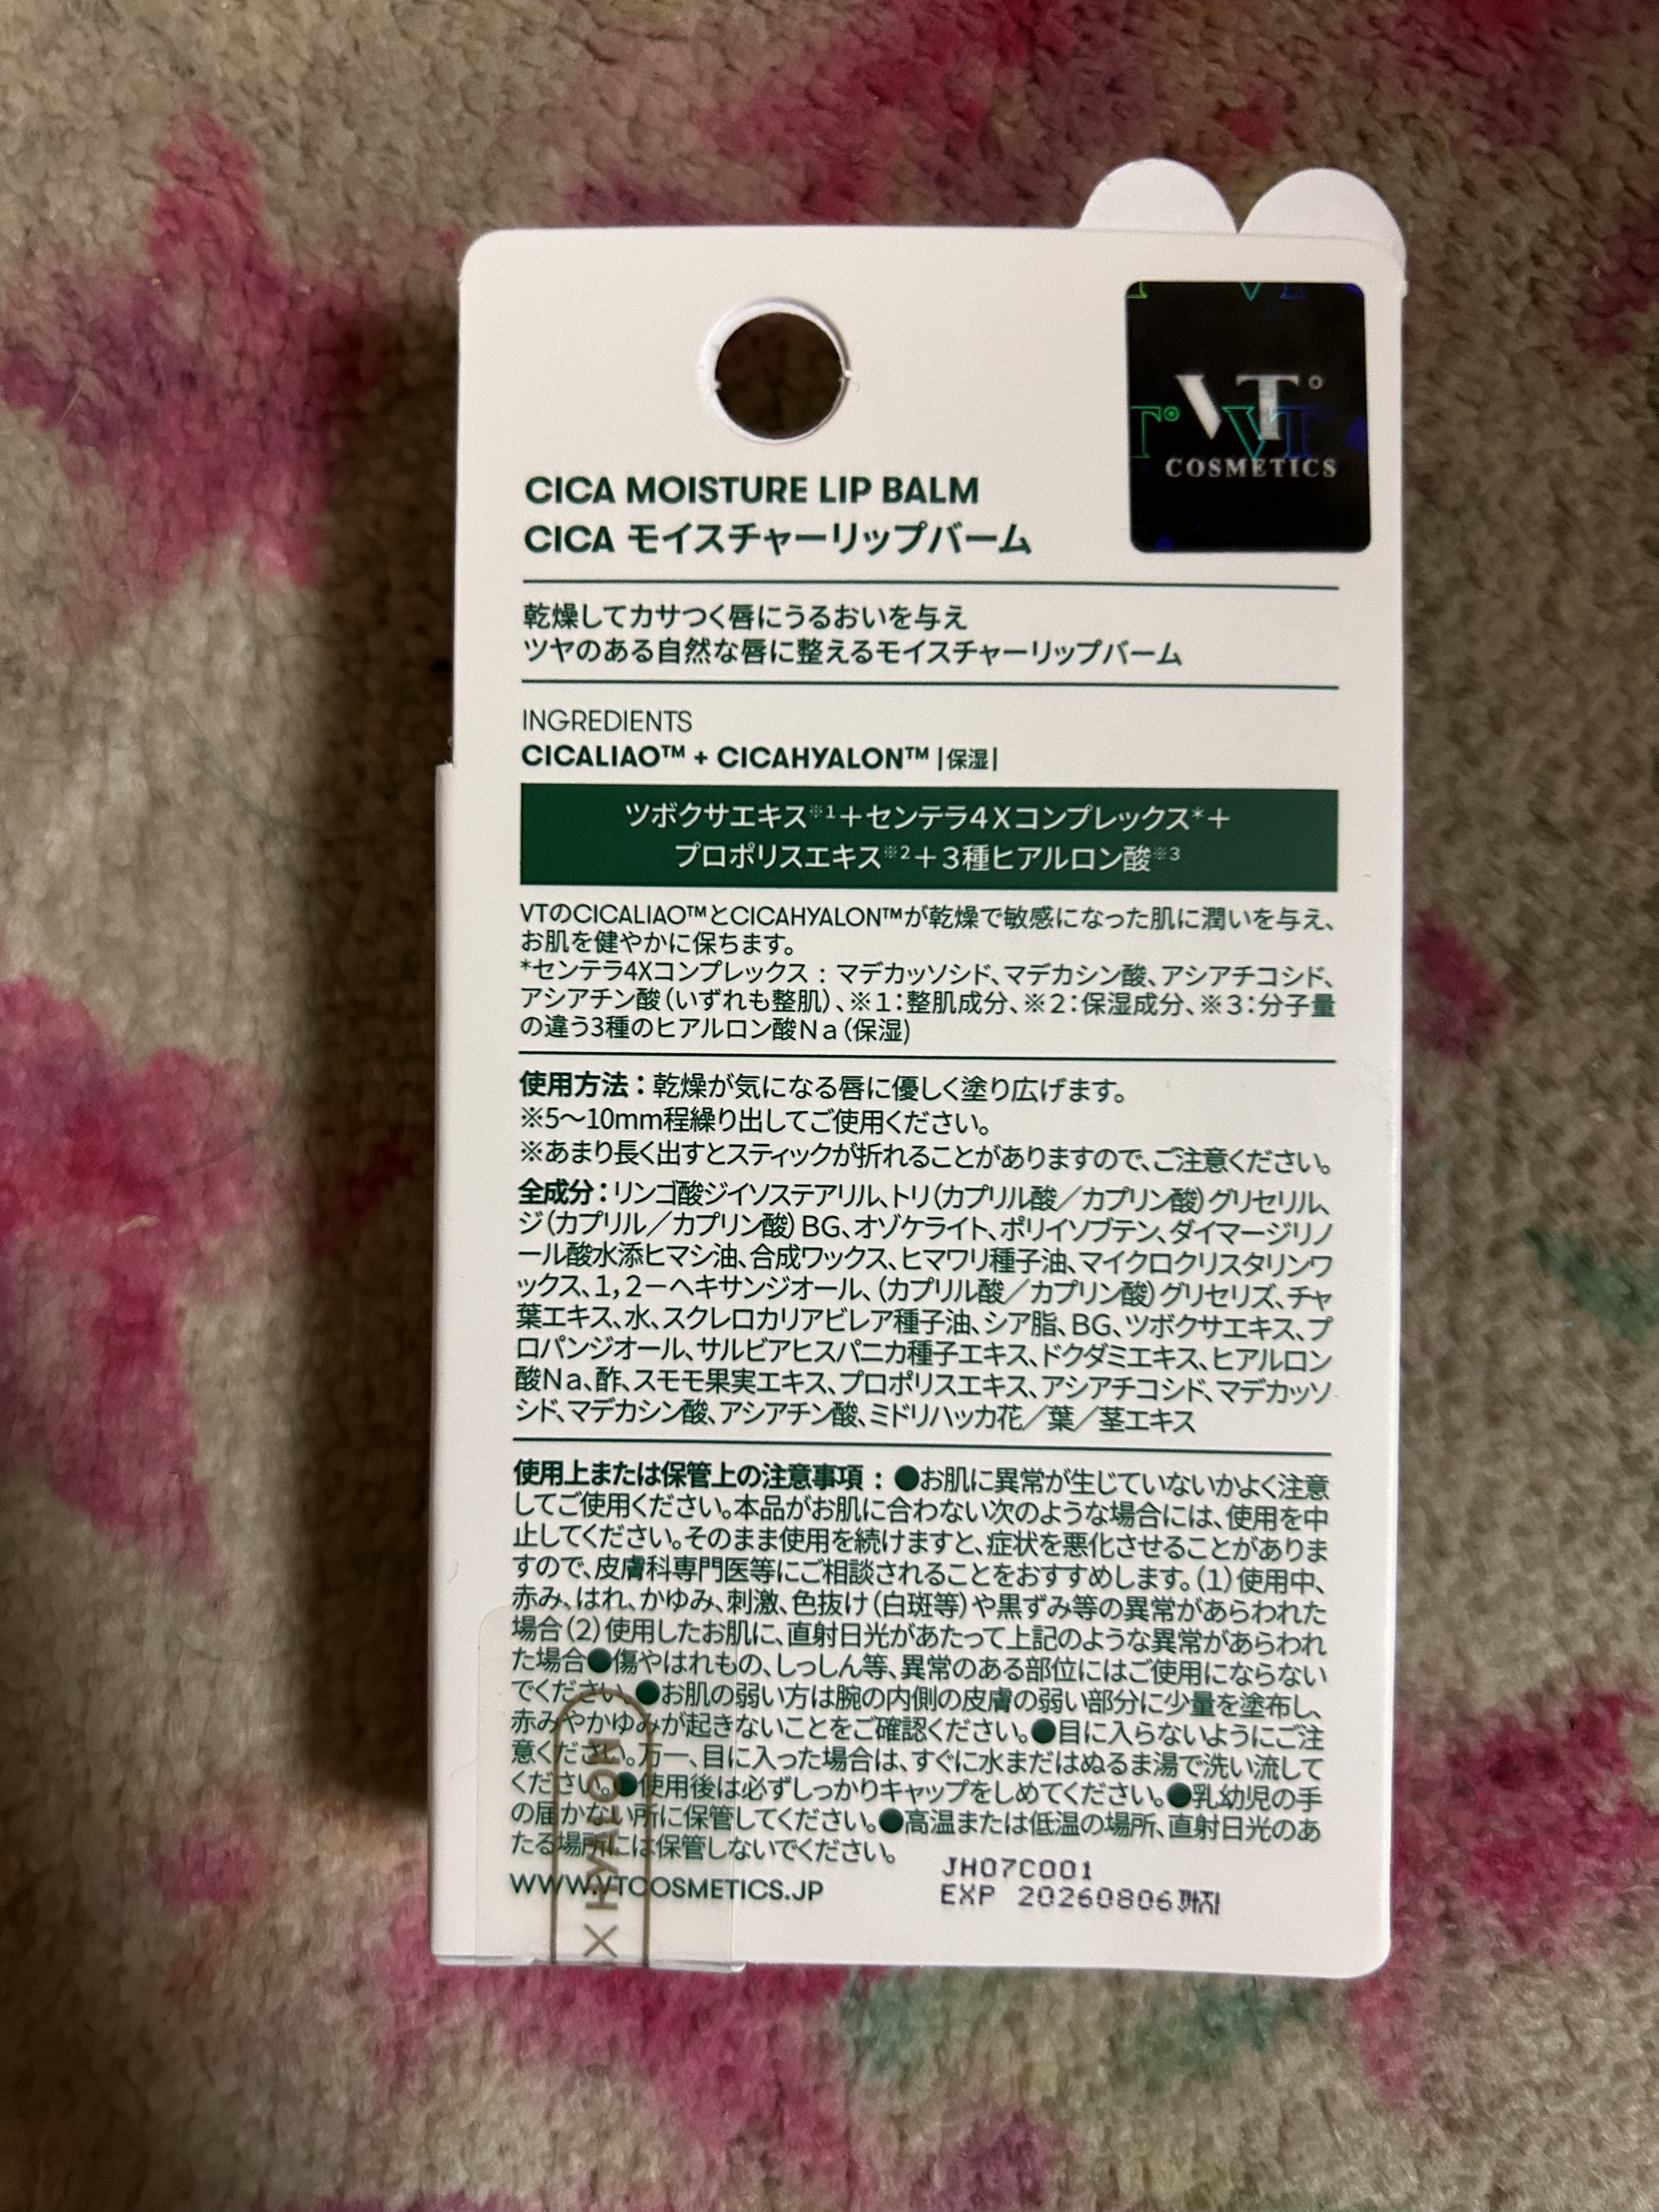 VT
COSMETICS
CICA MOISTURE LIP BALM
CICA モイスチャーリップバーム
乾燥してカサつく唇にうるおいを与え
ツヤのある自然な唇に整えるモイスチャーリップバーム
INGREDIENTS
CICALIAO™ + CICAHYALON™ |保湿|
ツボクサエキス※1＋センテラ4Xコンプレックス＊＋
プロポリスエキス※2＋3種ヒアルロン酸※3
VTのCICALIAO™とCICAHYALON™が乾燥で敏感になった肌に潤いを与え、
お肌を健やかに保ちます。
*センテラ4Xコンプレックス：マデカッソシド、マデカシン酸、アシアチコシド、
アシアチン酸（いずれも整肌）、※1：整肌成分、※2：保湿成分、※3：分子量
の違う3種のヒアルロン酸Ｎａ（保湿）
使用方法：乾燥が気になる唇に優しく塗り広げます。
※5〜10mm程繰り出してご使用ください。
※あまり長く出すとスティックが折れることがありますので、ご注意ください。
全成分：リンゴ酸ジイソステアリル、トリ（カプリル酸／カプリン酸）グリセリル、
ジ（カプリル／カプリン酸）BG、オゾケライト、ポリイソブテン、ダイマージリノ
ール酸水添ヒマシ油、合成ワックス、ヒマワリ種子油、マイクロクリスタリンワ
ックス、1，2－ヘキサンジオール、（カプリル酸／カプリン酸）グリセリズ、チャ
葉エキス、水、スクレロカリアビレア種子油、シア脂、BG、ツボクサエキス、プ
ロパンジオール、サルビアヒスパニカ種子エキス、ドクダミエキス、ヒアルロン
酸Ｎａ、酢、スモモ果実エキス、プロポリスエキス、アシアチコシド、マデカッソ
シド、マデカシン酸、アシアチン酸、ミドリハッカ花／葉／茎エキス
使用上または保管上の注意事項：●お肌に異常が生じていないかよく注意
してご使用ください。本品がお肌に合わない次のような場合には、使用を中
止してください。そのまま使用を続けますと、症状を悪化させることがありま
すので、皮膚科専門医等にご相談されることをおすすめします。（1）使用中、
赤み、はれ、かゆみ、刺激、色抜け（白斑等）や黒ずみ等の異常があらわれた
場合（2）使用したお肌に、直射日光があたって上記のような異常があらわれ
た場合●傷やはれもの、しっしん等、異常のある部位にはご使用にならない
でください。●お肌の弱い方は腕の内側の皮膚の弱い部分に少量を塗布し、
赤みやかゆみが起きないことをご確認ください。●目に入らないようにご注
意ください。万一、目に入った場合は、すぐに水まだはぬるま湯で洗い流して
ください。●使用後は必ずしっかりキャップをしめてください。●乳幼児の手
の届かない所に保管してください。●高温または低温の場所、直射日光のあ
たる場所には保管しないでください。
WWW.VTCOSMETICS.JP
JH07C001
EXP 20260806까지